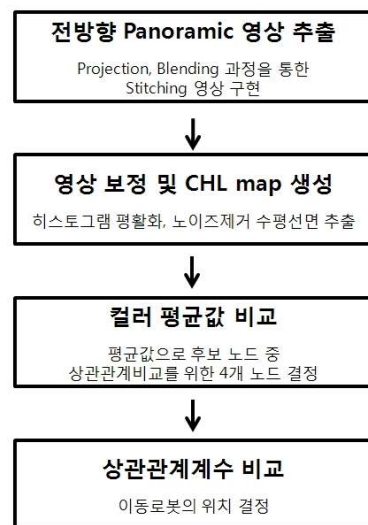 전방향 Panoramic 영상 추출
Projection, Blending 과정을 통한
Stitching 영상 구현
영상 보정 및 CHL map 생성
히스토그램 평활화, 노이즈제거 수평선면 추출
컬러 평균값 비교
평균값으로 후보 노드 중
상관관계비교를 위한 4개 노드 결정
상관관계계수 비교
이동로봇의 위치 결정